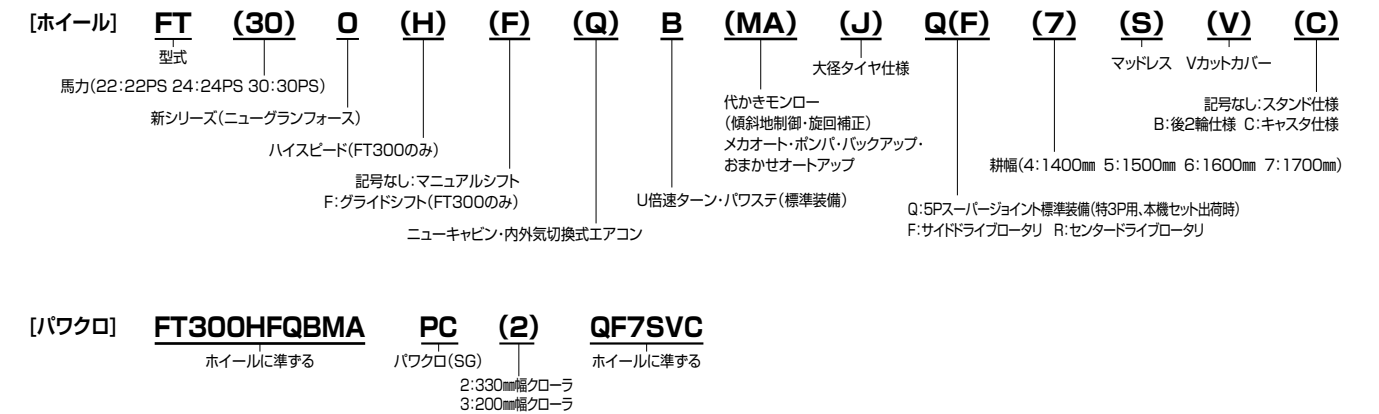 [ホイール] FT (30) 0 (H) (F) (Q) B (MA) (J) Q(F) (7) (S) (V) (C)
型式
馬力(22:22PS 24:24PS 30:30PS)
新シリーズ(ニューグランフォース)
ハイスピード(FT300のみ)
記号なし:マニュアルシフト
F:グライドシフト(FT300のみ)
ニューキャビン・内外気切換式エアコン
U倍速ターン・パワステ(標準装備)
代かきモンロー
(傾斜地制御・旋回補正)
メカオート・ポンパ・バックアップ・
おまかせオートアップ
大径タイヤ仕様
Q:5Pスーパージョイント標準装備(特3P用、本機セット出荷時)
F:サイドドライブロータリ R:センタードライブロータリ
耕幅(4:1400㎜ 5:1500㎜ 6:1600㎜ 7:1700㎜)
マッドレス
Vカットカバー
記号なし:スタンド仕様
B:後2輪仕様 C:キャスタ仕様
[パワクロ] FT300HFQBMA PC (2) QF7SVC
ホイールに準ずる
パワクロ(SG)
2:330㎜幅クローラ
3:200㎜幅クローラ
ホイールに準ずる